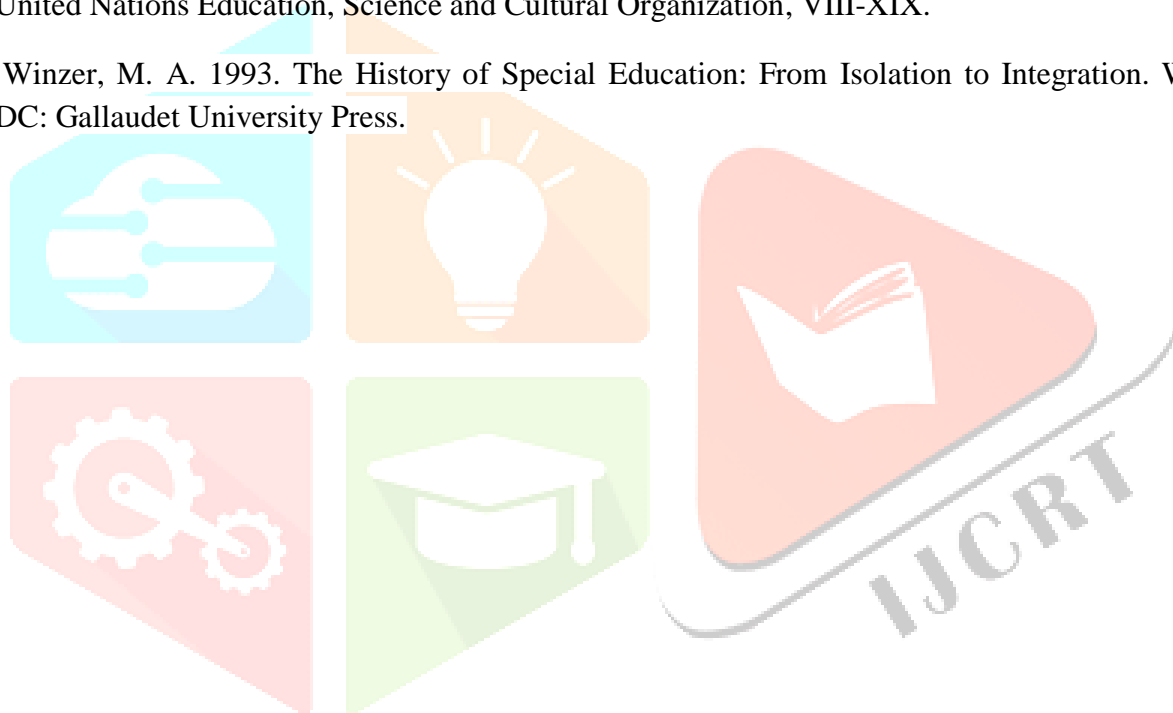 United Nations Education, Science and Cultural Organization, VIII-XIX.
Winzer, M. A. 1993. The History of Special Education: From Isolation to Integration.
DC: Gallaudet University Press.
IJCRT